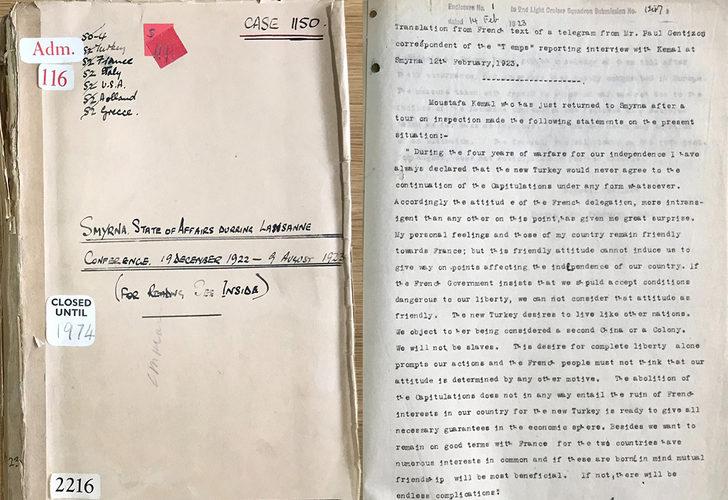 CASE 1150.
Adm.
116
S2 Turkey
S2 France
S2 Italy
S2 U.S.A.
S2 Holland
S2 Greece.
SMYRNA. STATE OF AFFAIRS DURRING LAUSANNE
CONFERENCE. 19 DECEMBER 1922 — 9 AUGUST 1923
(FOR READING SEE INSIDE)
CLOSED
UNTIL
1974
2216
Enclosure No. 1 to 2nd Light Cruiser Squadron Submission No.
dated 14 Feb 1923
Translation from French text of a telegram from Mr. Paul Gentizon
correspondent of the "Temps" reporting interview with Kemal at
Smyrna 12th February,1923.
Moustafa Kemal who has just returned to Smyrna after a
tour on inspection made the following statements on the present
situation:-
" During the four years of warfare for our independence I have
always declared that the new Turkey would never agree to the
continuation of the Capitulations under any form whatsoever.
Accordingly the attitud e of the French delegation, more intrans-
igent than any other on this point,has given me great surprise.
My personal feelings and those of my country remain friendly
towards France; but this friendly attitude cannot induce us to
give way on points affecting the independence of our country. If
the French Government insists that we should accept conditions
dangerous to our liberty, we can not consider that attitude as
friendly. The new Turkey desires to live like other nations.
We object to her being considered a second China or a Colony.
We will not be slaves. This desire for complete liberty alone
prompts our actions and the French people must not think that our
attitude is determined by any other motive. The abolition of
the Capitulations does not in any way entail the ruin of French
interests in our country for the new Turkey is ready to give all
necessary guarantees in the economic sphere. Besides we want to
remain on good terms with France for the two countries have
numerous interests in common and if these are born in mind mutual
friendship will be most beneficial. If not,there will be
endless complications!